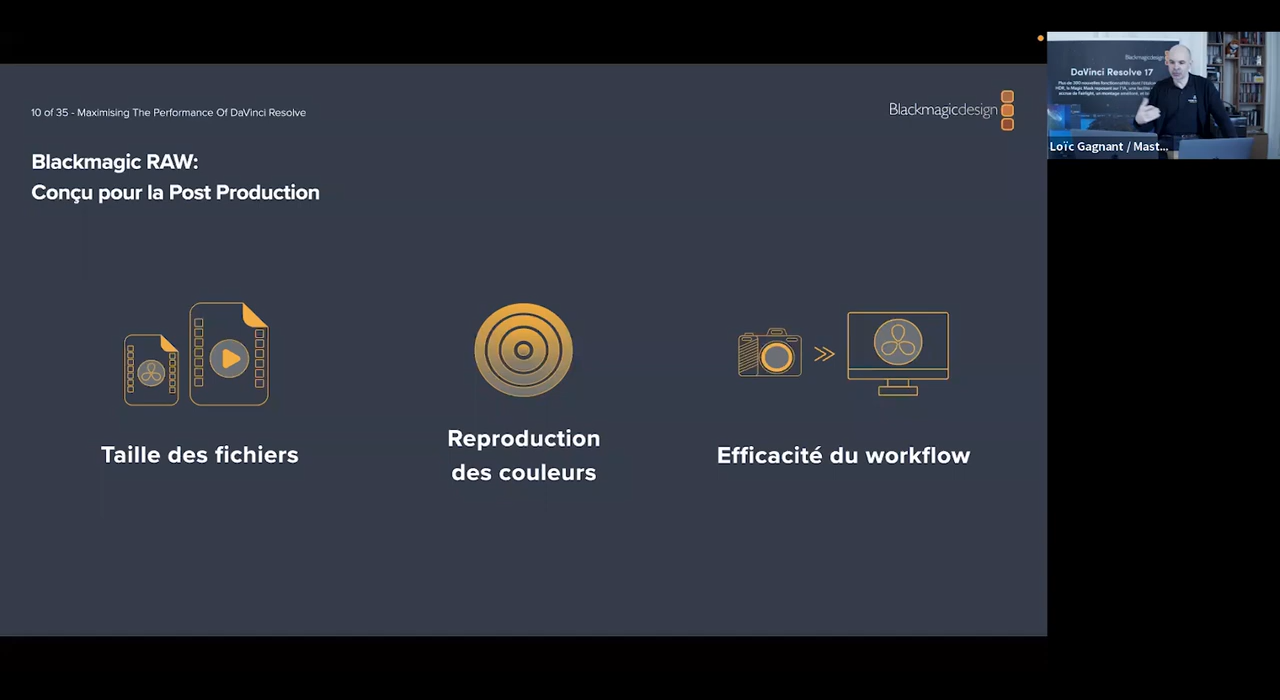 10 of 35 - Maximising The Performance Of DaVinci Resolve
Blackmagicdesign
Blackmagic RAW:
Conçu pour la Post Production
Taille des fichiers
Reproduction
des couleurs
Efficacité du workflow
Blackmagicdesign
DaVinci Resolve 17
Loïc Gagnant / Mast...